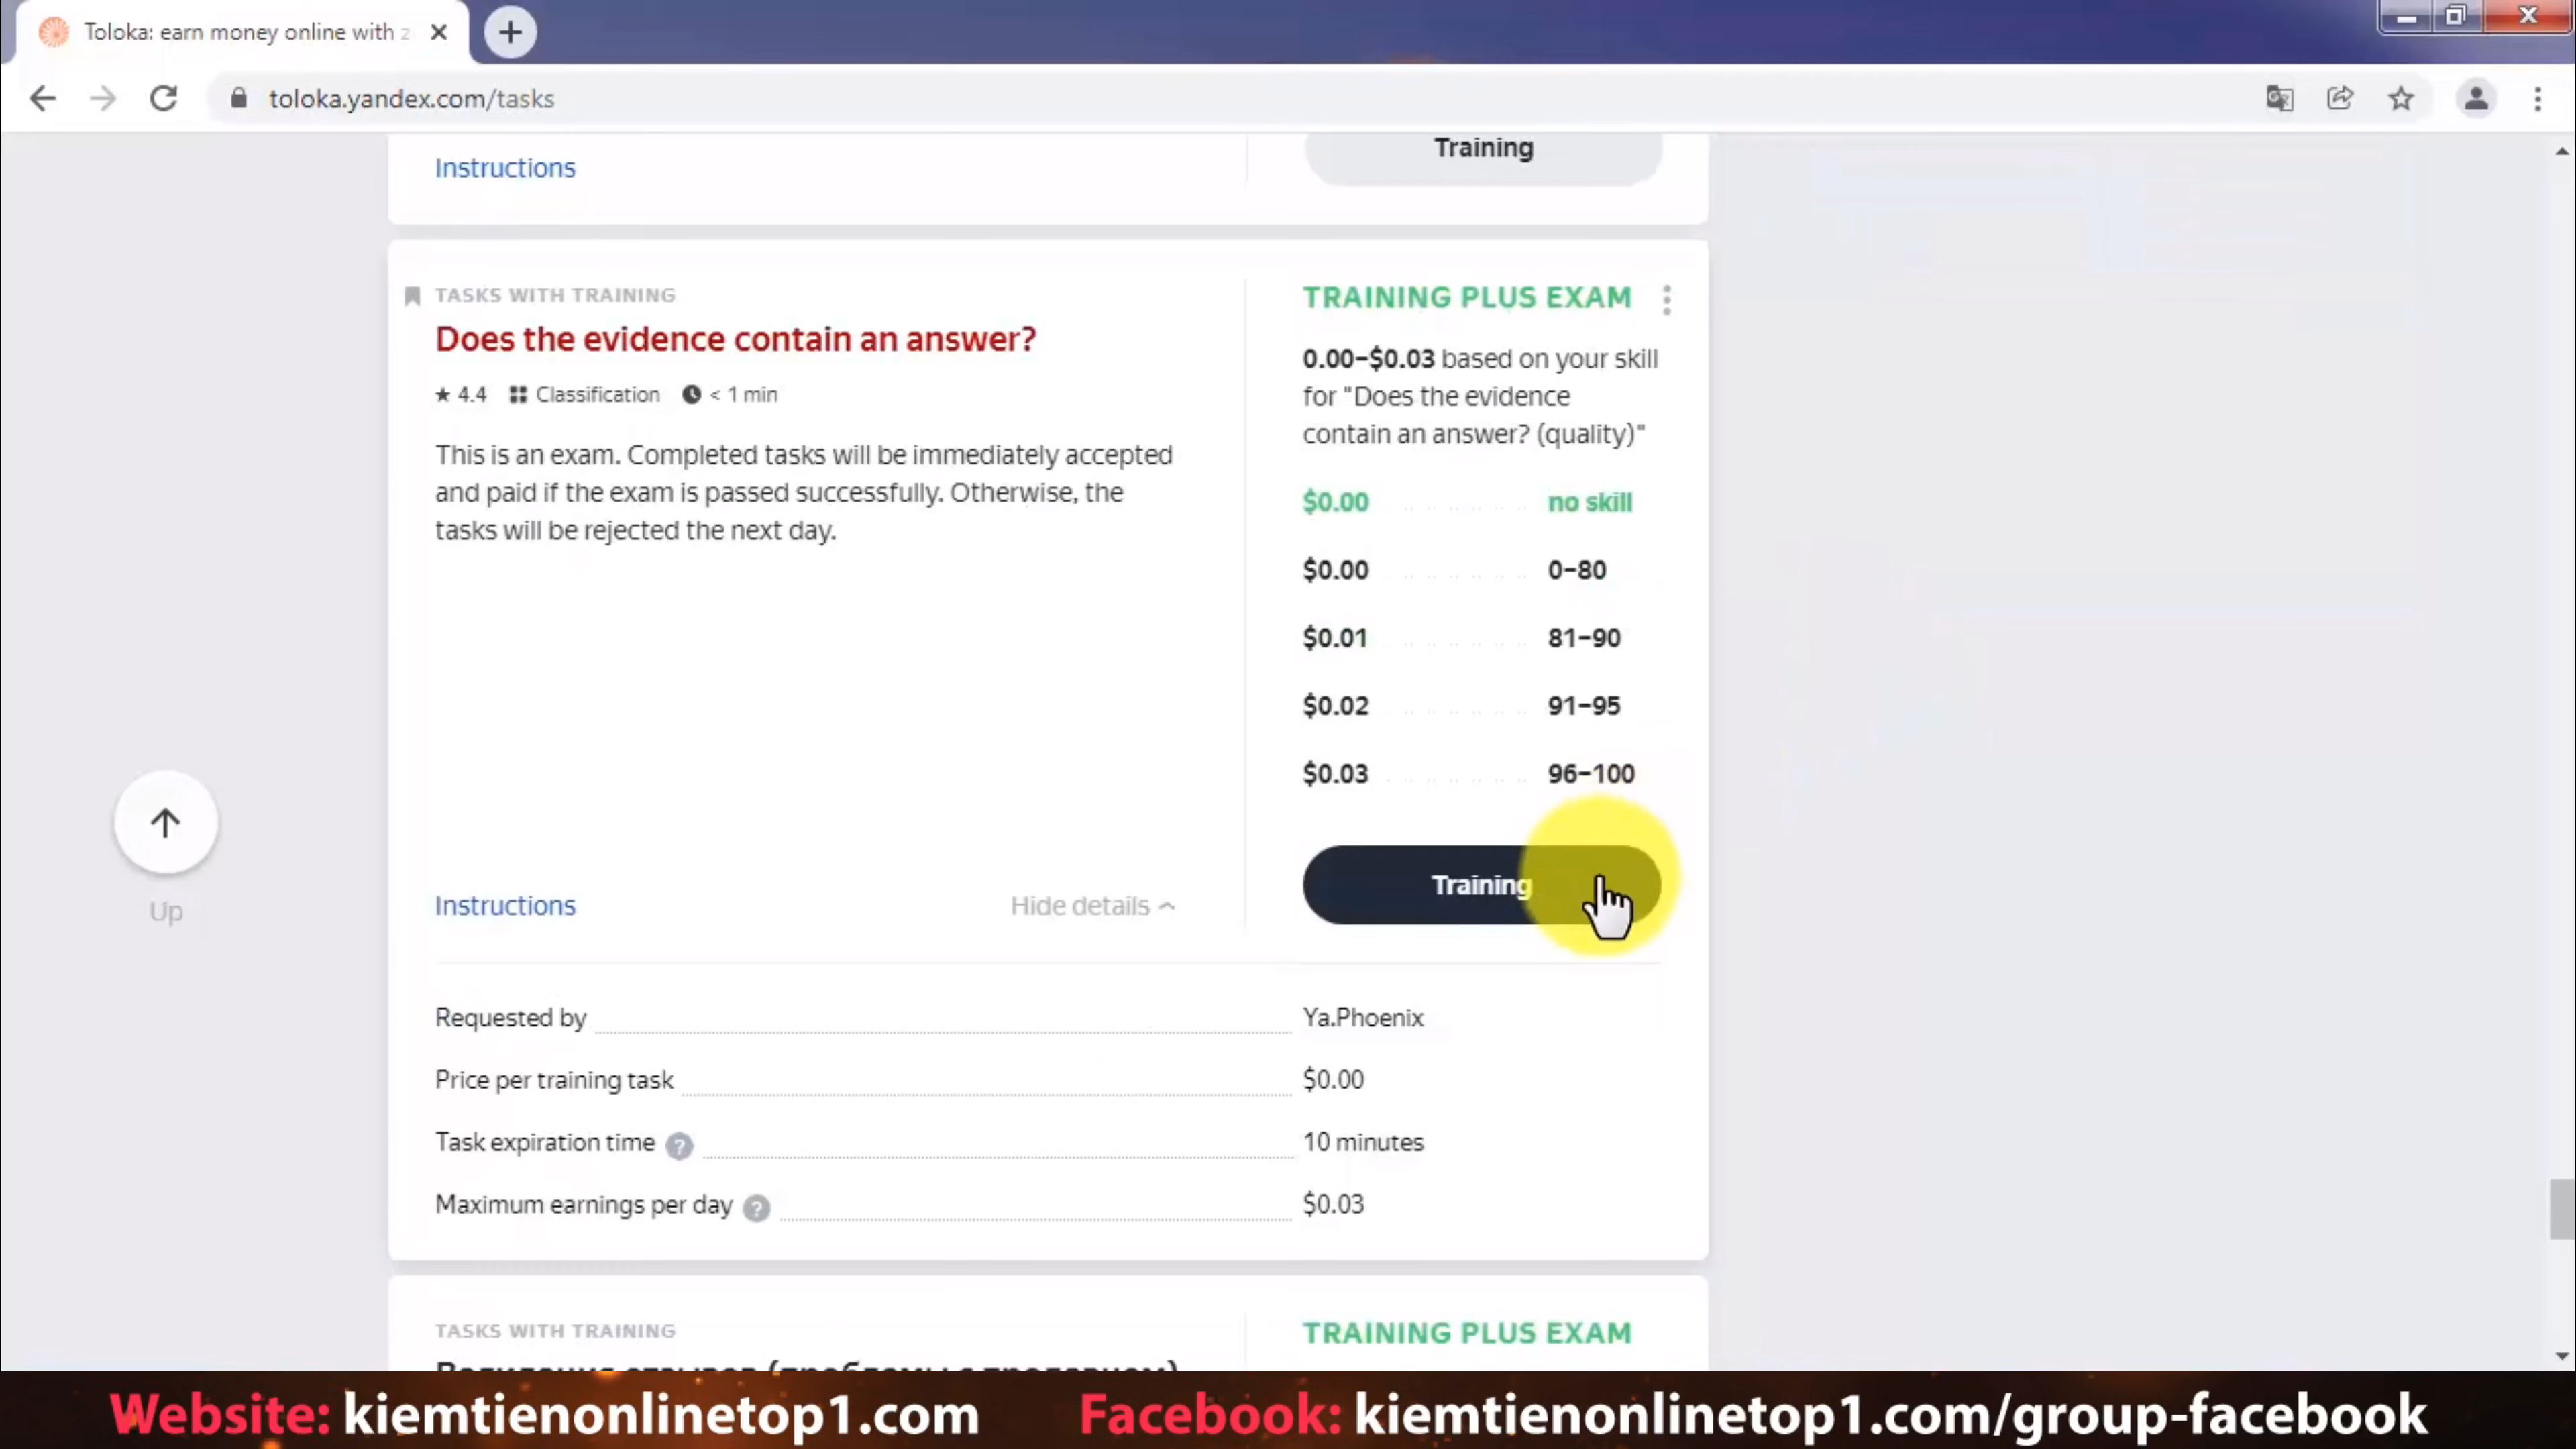 Toloka: earn money online with z
toloka.yandex.com/tasks
Training
Instructions
TASKS WITH TRAINING
Does the evidence contain an answer?
4.4 Classification < 1 min
This is an exam. Completed tasks will be immediately accepted
and paid if the exam is passed successfully. Otherwise, the
tasks will be rejected the next day.
TRAINING PLUS EXAM
0.00–$0.03 based on your skill
for "Does the evidence
contain an answer? (quality)"
$0.00 no skill
$0.00 0–80
$0.01 81–90
$0.02 91–95
$0.03 96–100
Training
Up
Instructions
Hide details
Requested by Ya.Phoenix
Price per training task $0.00
Task expiration time ? 10 minutes
Maximum earnings per day ? $0.03
TASKS WITH TRAINING
TRAINING PLUS EXAM
Website: kiemtienonlinetop1.com Facebook: kiemtienonlinetop1.com/group-facebook